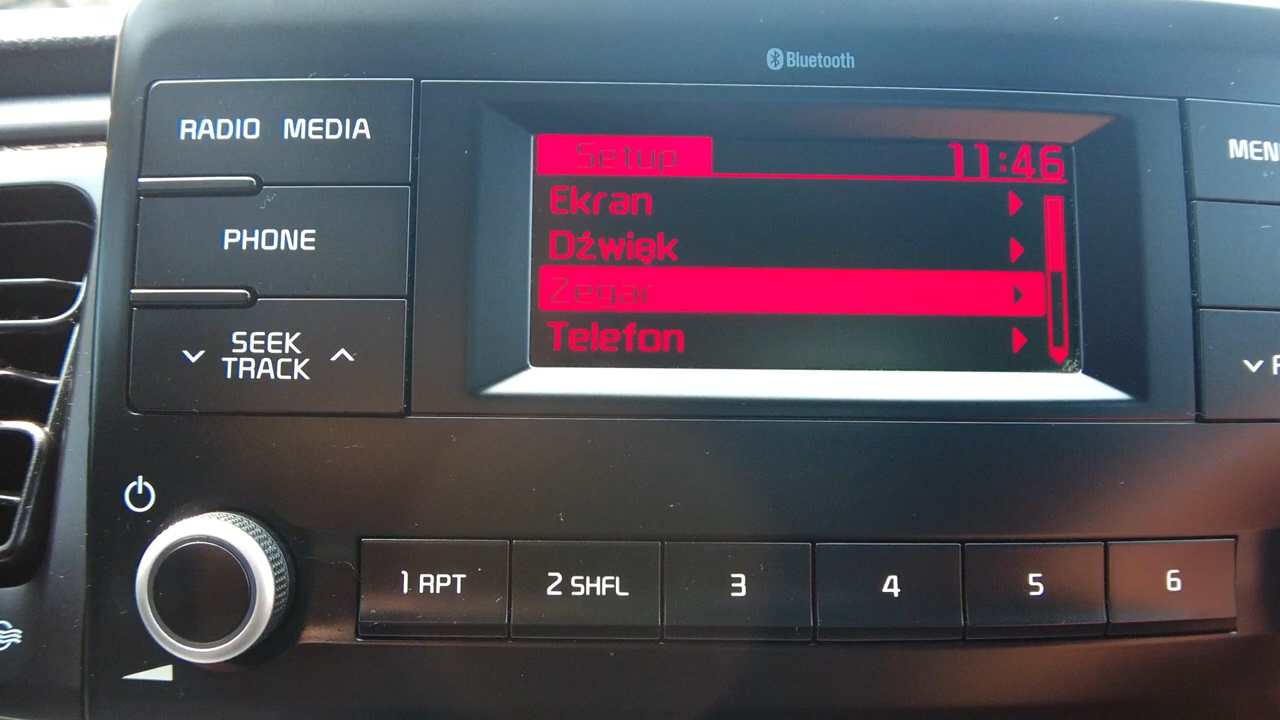 Bluetooth
RADIO MEDIA
PHONE
SEEK
TRACK
Setup 11:46
Ekran
Dźwięk
Zegar
Telefon
1 RPT
2 SHFL
3
4
5
6